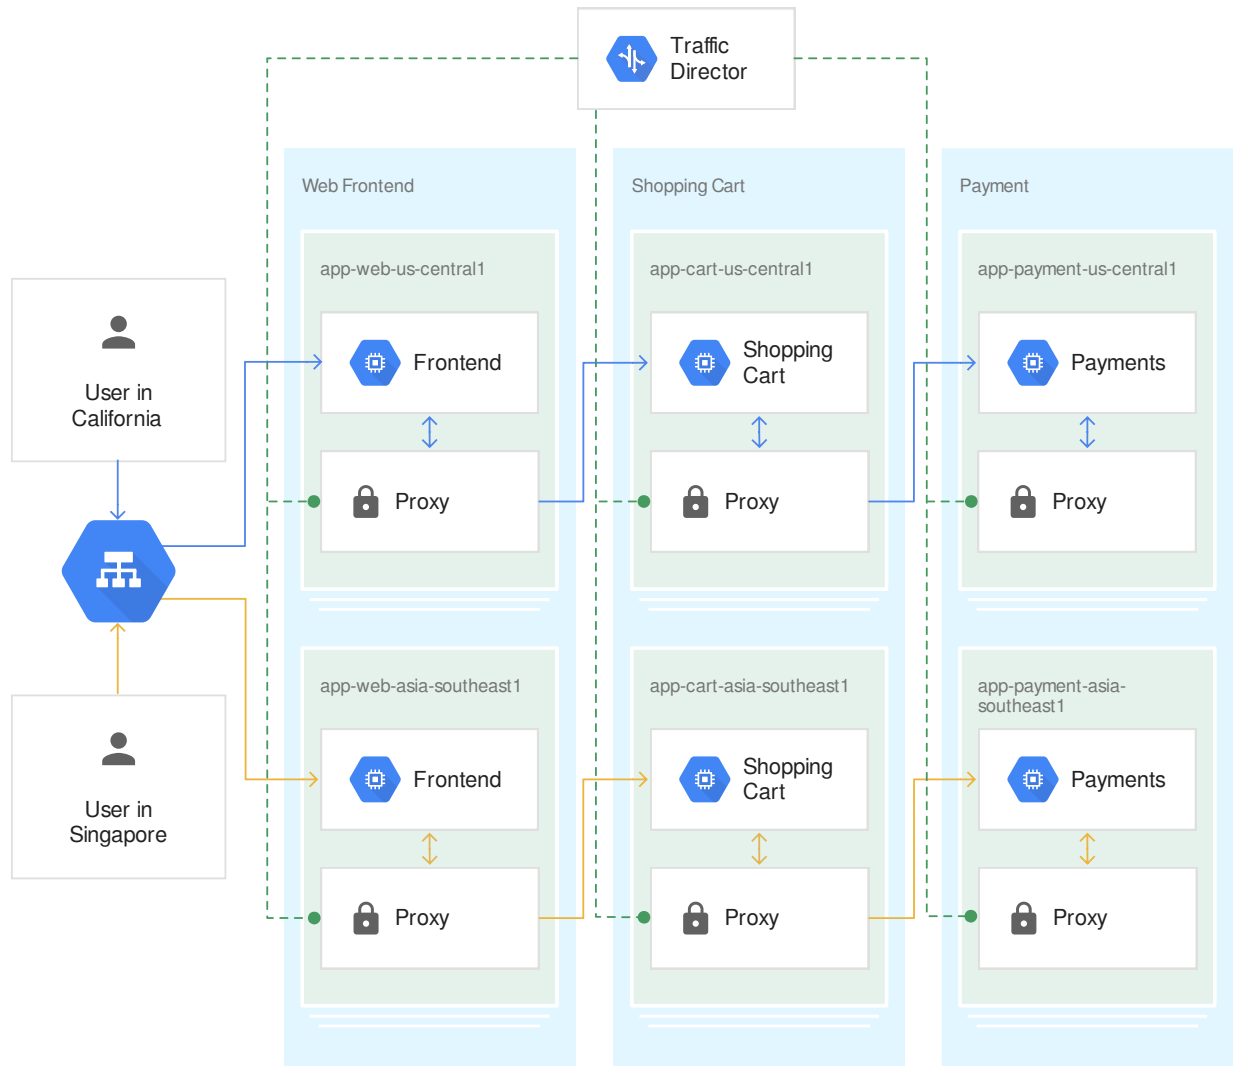 Traffic
Director
Web Frontend
Shopping Cart
Payment
app-web-us-central1
app-cart-us-central1
app-payment-us-central1
User in
California
Frontend
Shopping
Cart
Payments
Proxy
Proxy
Proxy
app-web-asia-southeast1
app-cart-asia-southeast1
app-payment-asia-
southeast1
User in
Singapore
Frontend
Shopping
Cart
Payments
Proxy
Proxy
Proxy